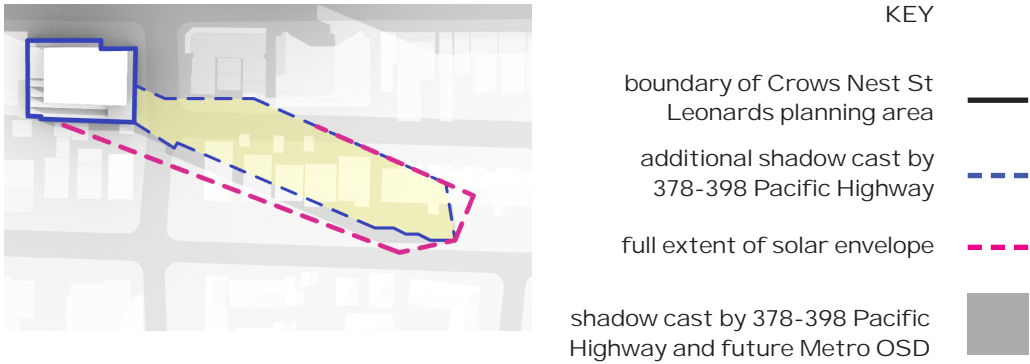 KEY
boundary of Crows Nest St
Leonards planning area
additional shadow cast by
378-398 Pacific Highway
full extent of solar envelope
shadow cast by 378-398 Pacific
Highway and future Metro OSD